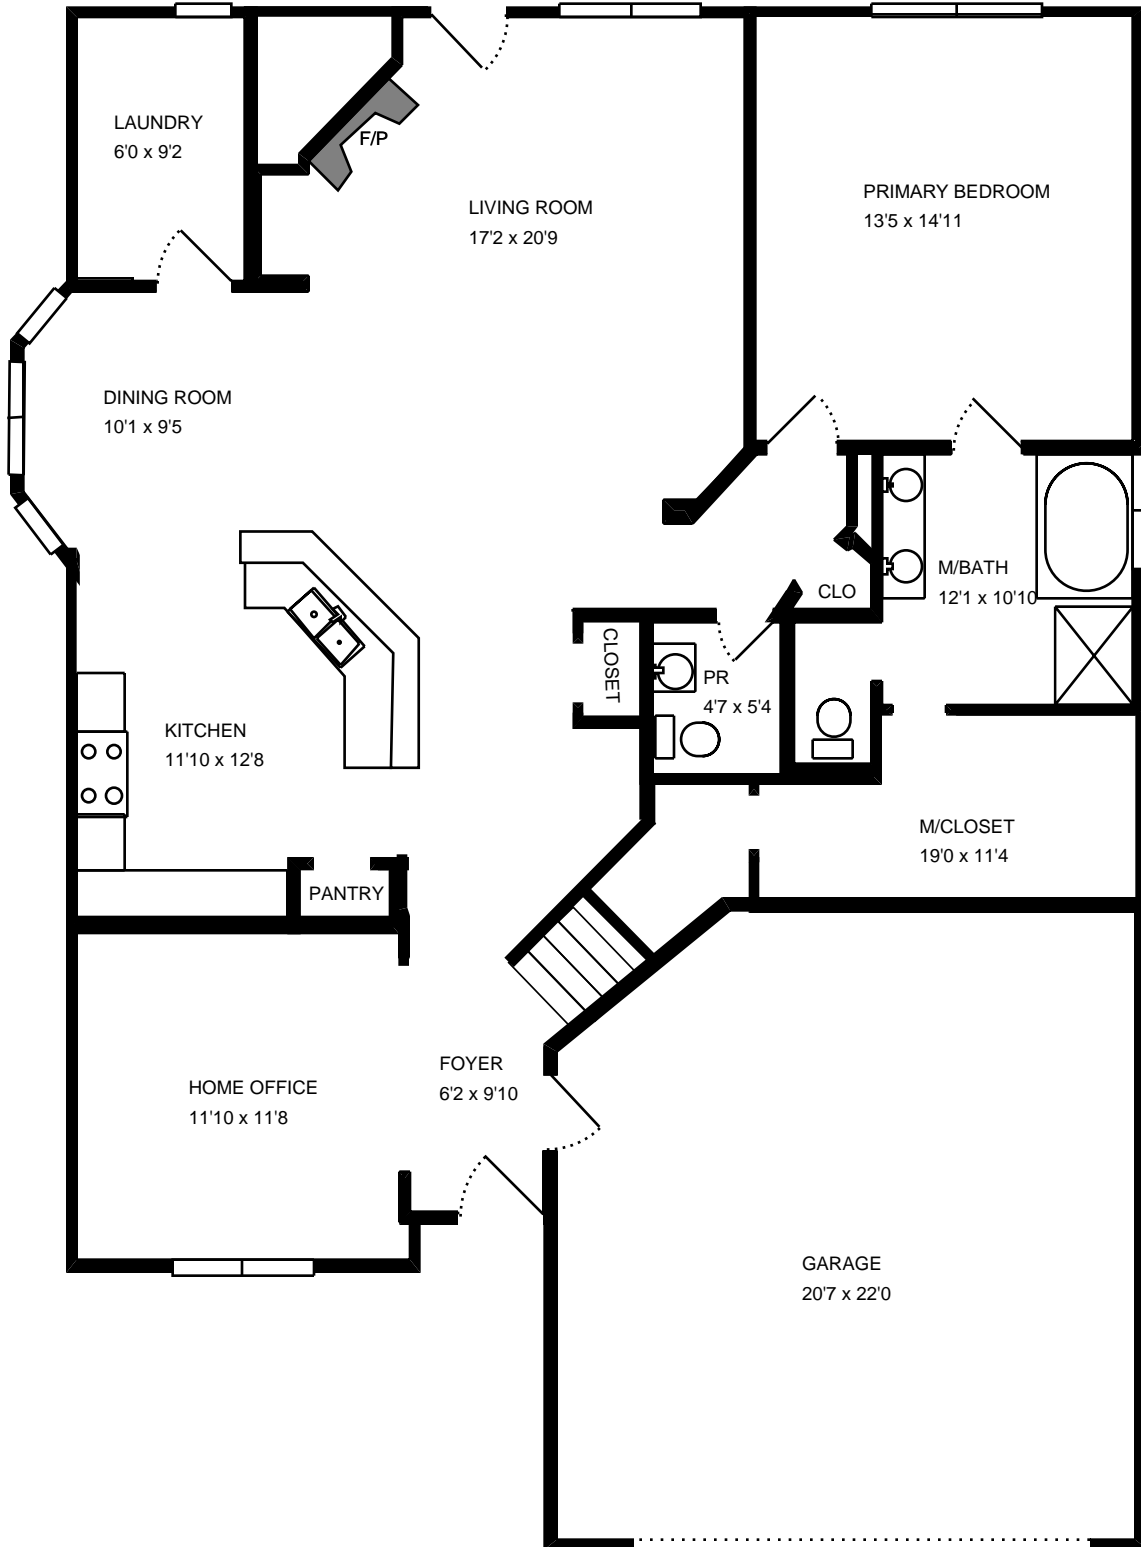 LAUNDRY
6'0 x 9'2
F/P
LIVING ROOM
17'2 x 20'9
PRIMARY BEDROOM
13'5 x 14'11
DINING ROOM
10'1 x 9'5
M/BATH
12'1 x 10'10
CLO
CLOSET
PR
4'7 x 5'4
KITCHEN
11'10 x 12'8
M/CLOSET
19'0 x 11'4
PANTRY
FOYER
6'2 x 9'10
HOME OFFICE
11'10 x 11'8
GARAGE
20'7 x 22'0